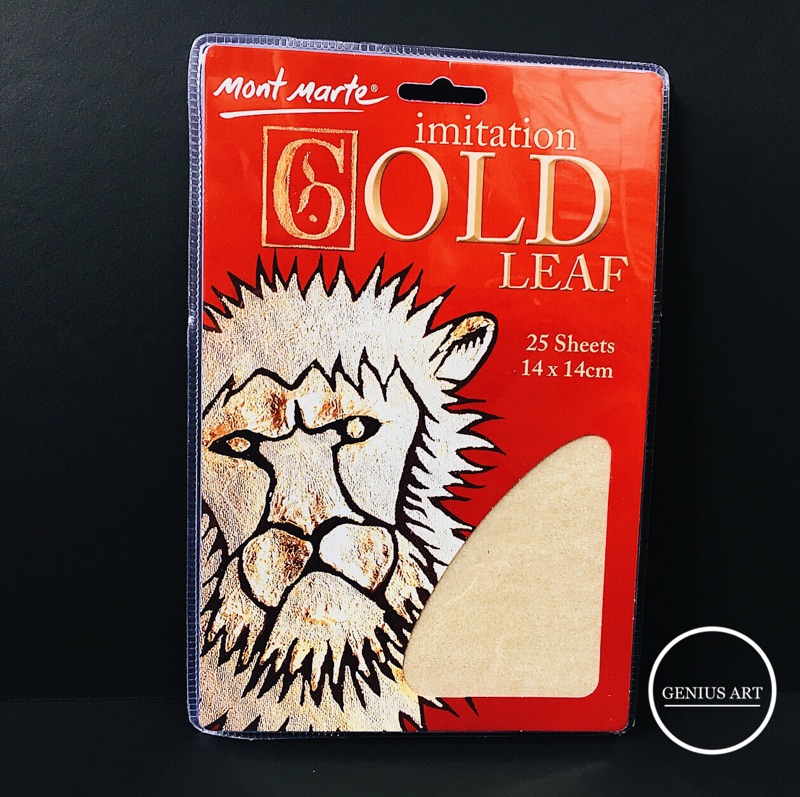 Mont Marte®
imitation
GOLD
LEAF
25 Sheets
14 x 14cm
GENIUS ART